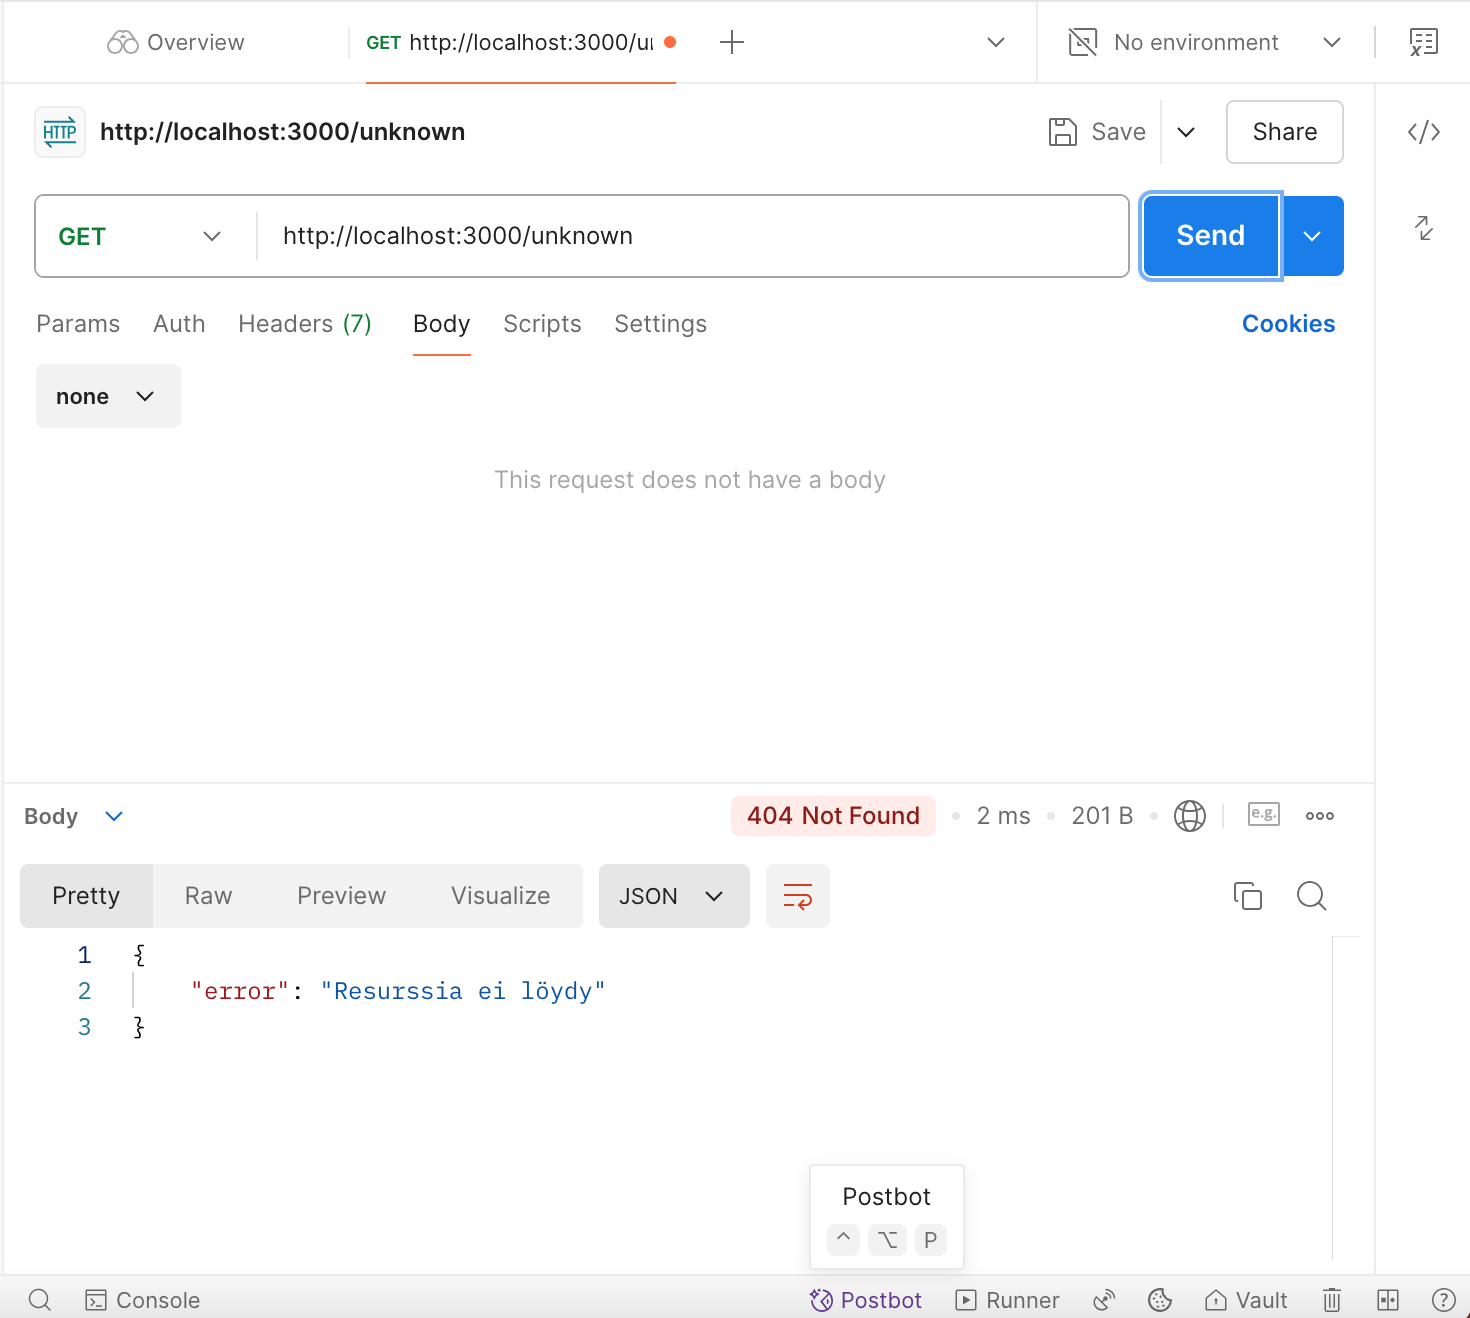 Overview
GET http://localhost:3000/u
No environment
HTTP http://localhost:3000/unknown
Save
Share
GET http://localhost:3000/unknown
Send
Params Auth Headers (7) Body Scripts Settings Cookies
none
This request does not have a body
Body 404 Not Found 2 ms 201 B e.g.
Pretty Raw Preview Visualize JSON
1 {
2 "error": "Resurssia ei löydy"
3 }
Postbot
^ ⌥ P
Console Postbot Runner Vault